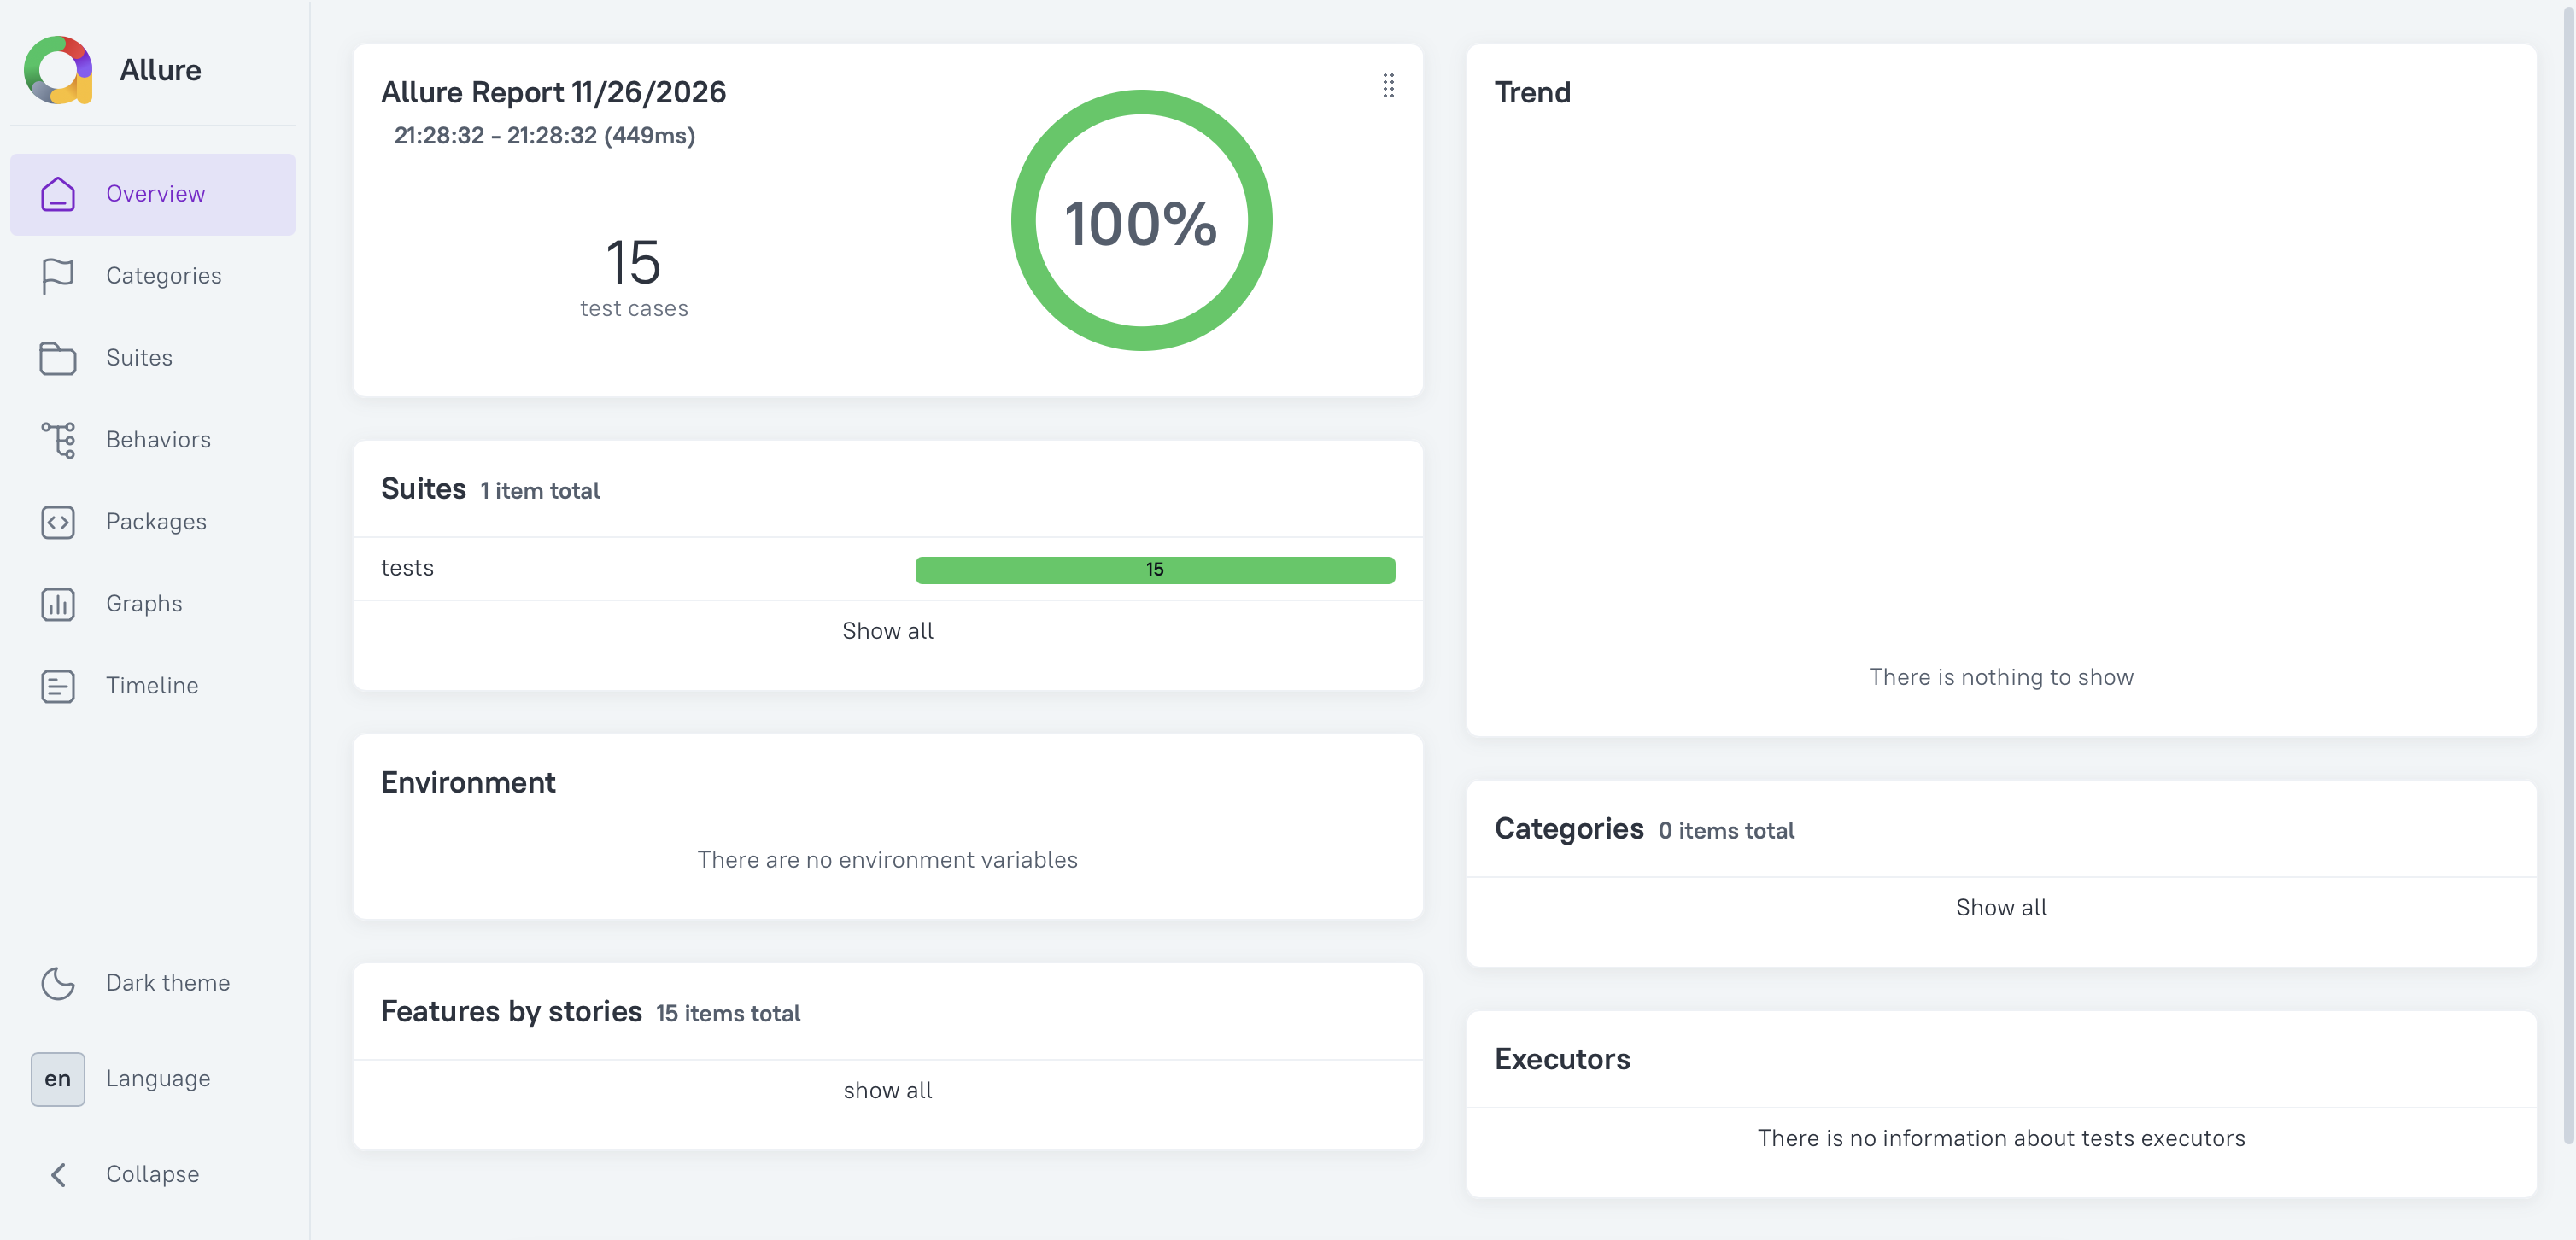 Allure
Overview
Categories
Suites
Behaviors
Packages
Graphs
Timeline
Dark theme
en Language
Collapse
Allure Report 11/26/2026
21:28:32 - 21:28:32 (449ms)
15
test cases
100%
Suites 1 item total
tests 15
Show all
Environment
There are no environment variables
Features by stories 15 items total
show all
Trend
There is nothing to show
Categories 0 items total
Show all
Executors
There is no information about tests executors